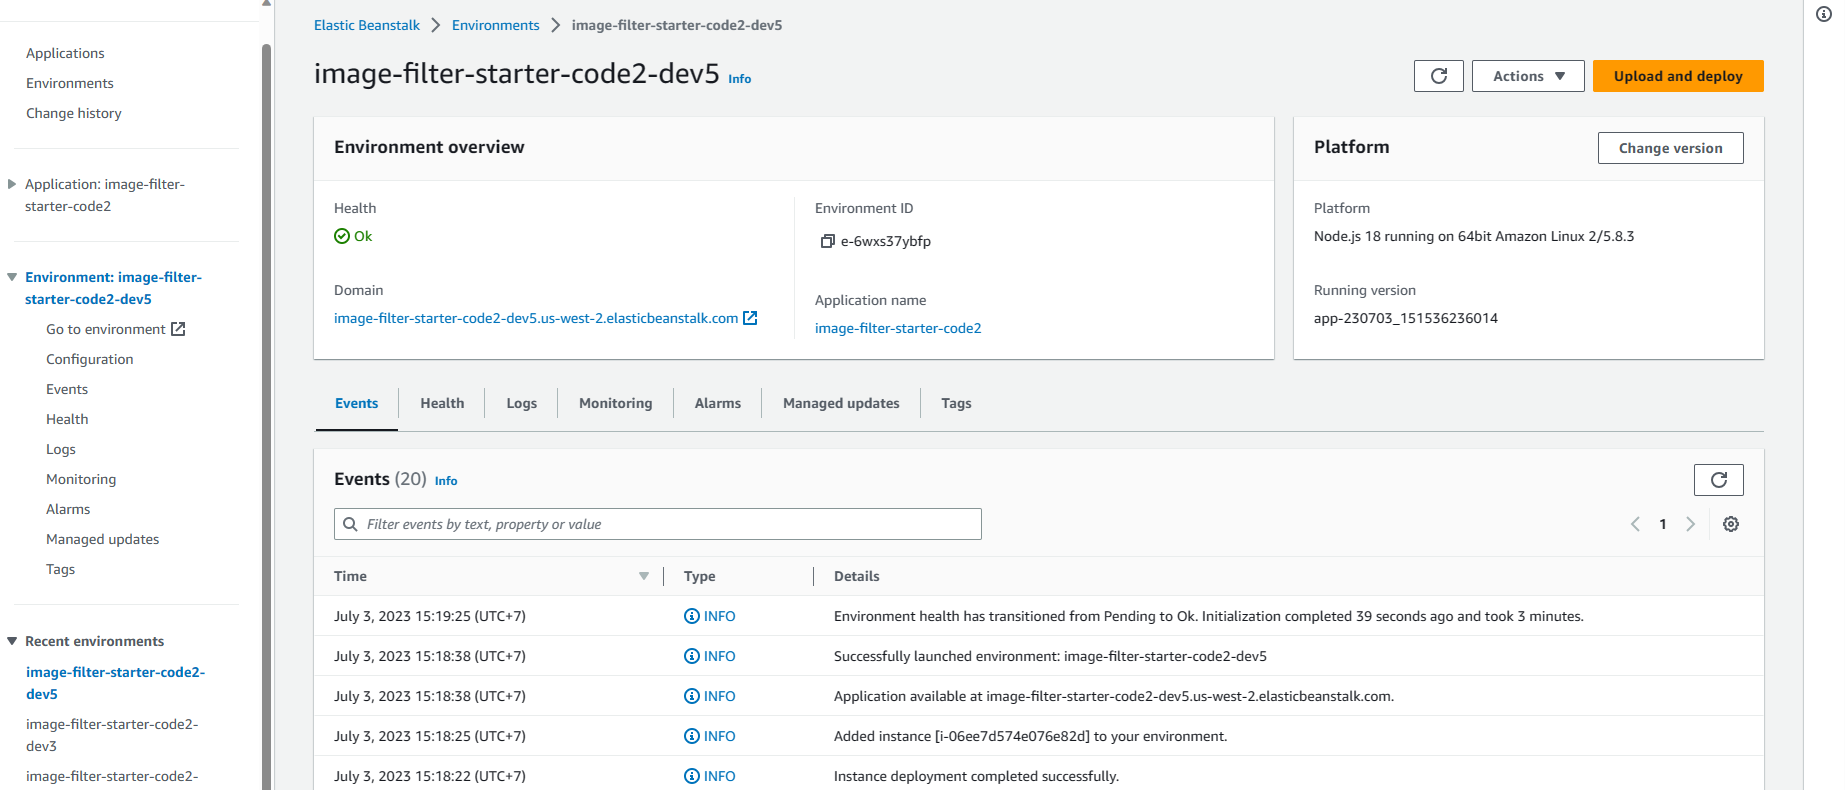 Applications
Environments
Change history
Application: image-filter-
starter-code2
Environment: image-filter-
starter-code2-dev5
Go to environment
Configuration
Events
Health
Logs
Monitoring
Alarms
Managed updates
Tags
Recent environments
image-filter-starter-code2-
dev5
image-filter-starter-code2-
dev3
image-filter-starter-code2-
Elastic Beanstalk
Environments
image-filter-starter-code2-dev5
image-filter-starter-code2-dev5 Info
Actions
Upload and deploy
Environment overview
Health
Ok
Domain
image-filter-starter-code2-dev5.us-west-2.elasticbeanstalk.com
Environment ID
e-6wxs37ybfp
Application name
image-filter-starter-code2
Platform
Change version
Platform
Node.js 18 running on 64bit Amazon Linux 2/5.8.3
Running version
app-230703_151536236014
Events
Health
Logs
Monitoring
Alarms
Managed updates
Tags
Events (20) Info
Filter events by text, property or value
1
Time Type Details
July 3, 2023 15:19:25 (UTC+7) INFO Environment health has transitioned from Pending to Ok. Initialization completed 39 seconds ago and took 3 minutes.
July 3, 2023 15:18:38 (UTC+7) INFO Successfully launched environment: image-filter-starter-code2-dev5
July 3, 2023 15:18:38 (UTC+7) INFO Application available at image-filter-starter-code2-dev5.us-west-2.elasticbeanstalk.com.
July 3, 2023 15:18:25 (UTC+7) INFO Added instance [i-06ee7d574e076e82d] to your environment.
July 3, 2023 15:18:22 (UTC+7) INFO Instance deployment completed successfully.